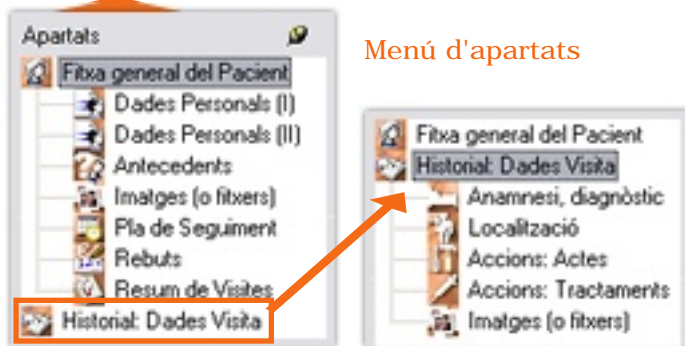 Apartats
Menú d'apartats
Fitxa general del Pacient
Dades Personals (I)
Dades Personals (II)
Antecedents
Imatges (o fitxers)
Pla de Seguiment
Rebuts
Resum de Visites
Historial: Dades Visita
Fitxa general del Pacient
Historial: Dades Visita
Anamnesi, diagnòstic
Localització
Accions: Actes
Accions: Tractaments
Imatges (o fitxers)